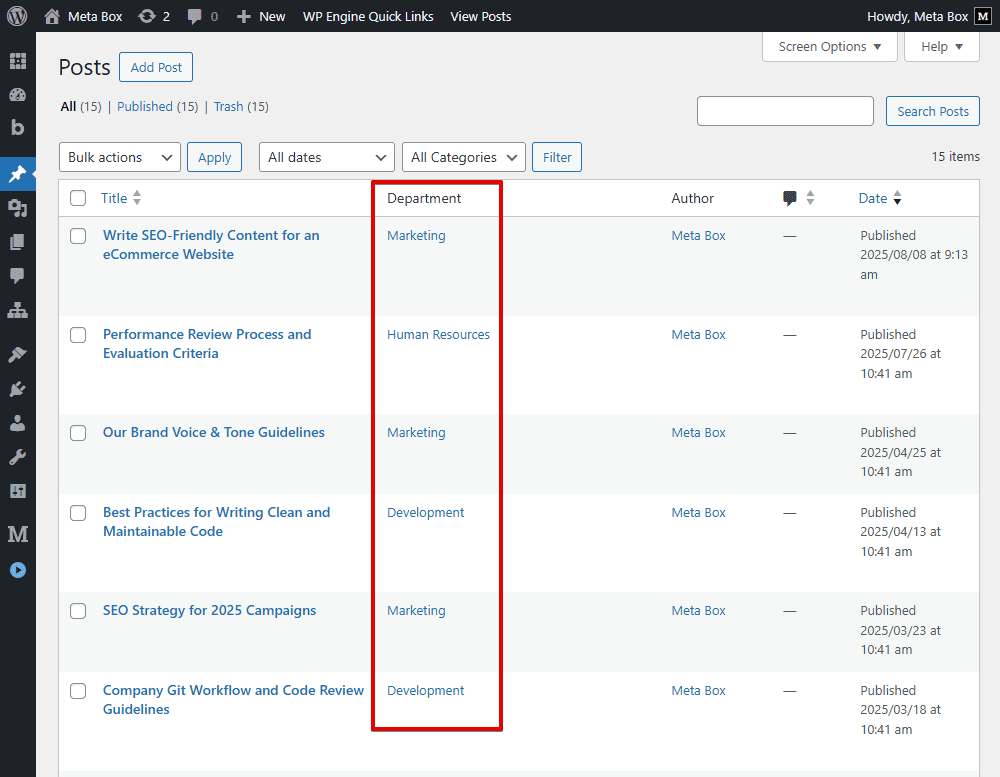 Meta Box 2 0 New WP Engine Quick Links View Posts Howdy, Meta Box M
Screen Options Help
Posts Add Post
All (15) | Published (15) | Trash (15)
Search Posts
Bulk actions Apply All dates All Categories Filter 15 items
Title Department Author Date
Write SEO-Friendly Content for an Marketing Meta Box — Published
eCommerce Website 2025/08/08 at 9:13
am
Performance Review Process and Human Resources Meta Box — Published
Evaluation Criteria 2025/07/26 at
10:41 am
Our Brand Voice & Tone Guidelines Marketing Meta Box — Published
2025/04/25 at
10:41 am
Best Practices for Writing Clean and Development Meta Box — Published
Maintainable Code 2025/04/13 at
10:41 am
SEO Strategy for 2025 Campaigns Marketing Meta Box — Published
2025/03/23 at
10:41 am
Company Git Workflow and Code Review Development Meta Box — Published
Guidelines 2025/03/18 at
10:41 am